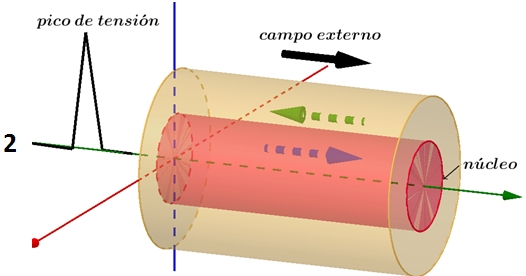 pico de tensión
campo externo
2
núcleo